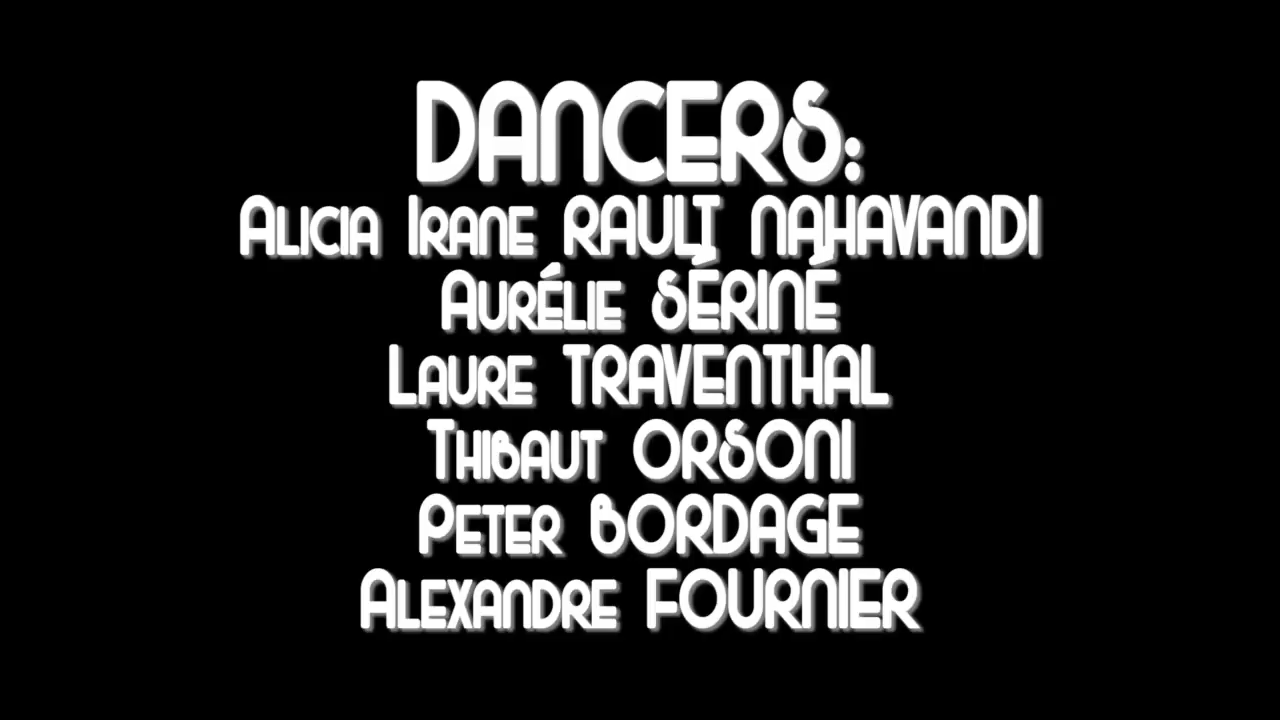 DANCERS:
Alicia Irane RAULT NAHAVANDI
Aurélie SÉRINÉ
Laure TRAVENTHAL
Thibaut ORSONI
Peter BORDAGE
Alexandre FOURNIER